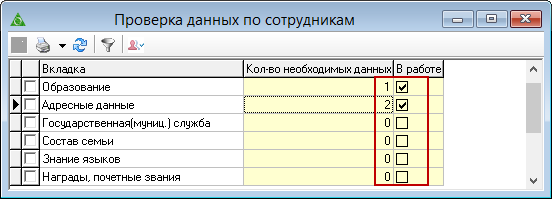 Проверка данных по сотрудникам
Вкладка Кол-во необходимых данных В работе
Образование 1
Адресные данные 2
Государственная(муниц.) служба 0
Состав семьи 0
Знание языков 0
Награды, почетные звания 0